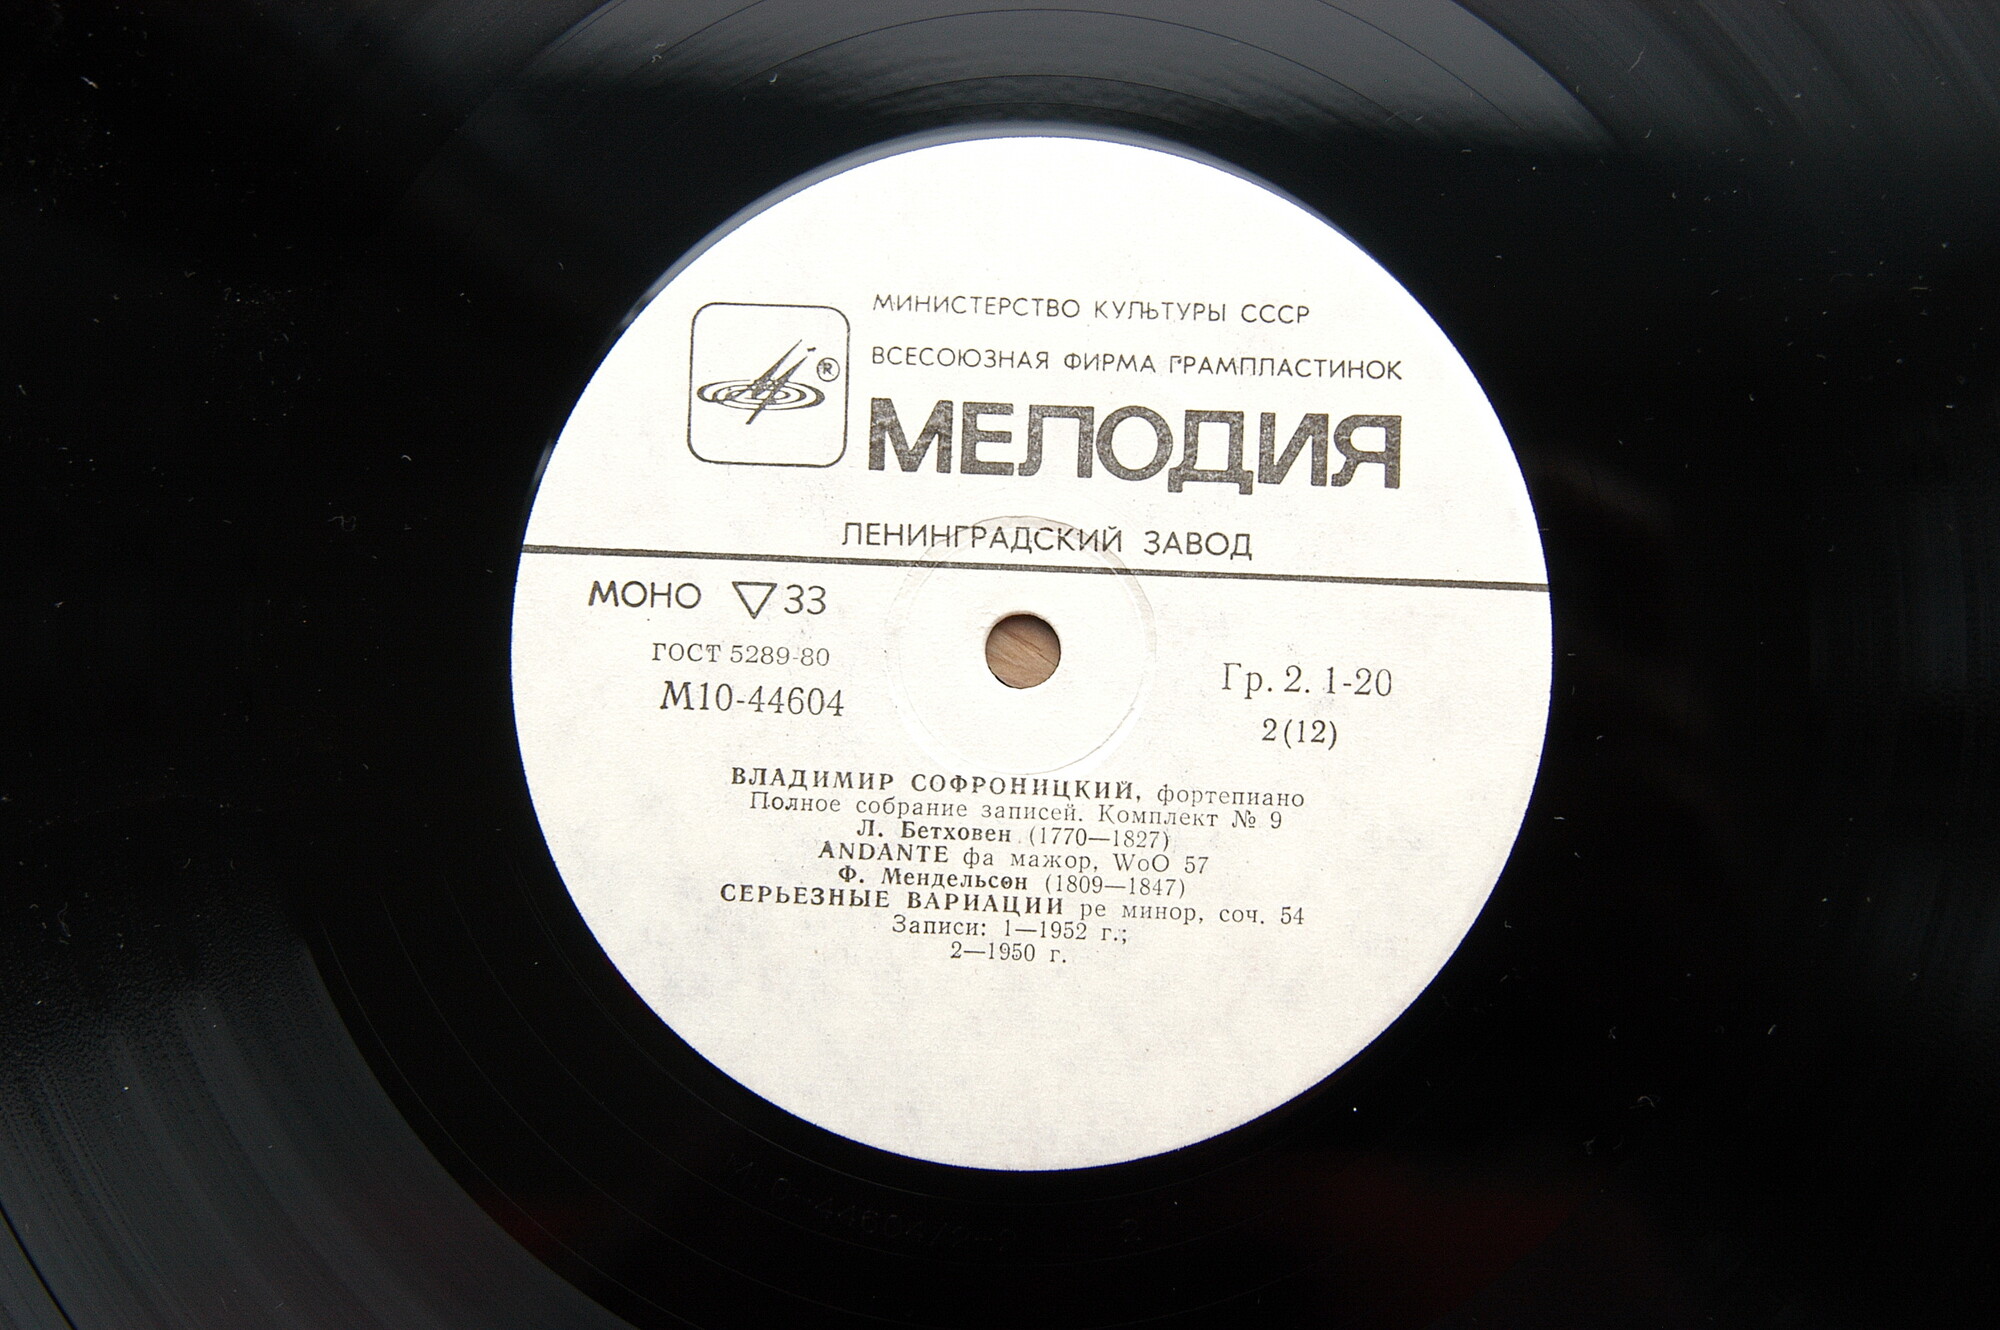 МИНИСТЕРСТВО КУЛЬТУРЫ СССР
ВСЕСОЮЗНАЯ ФИРМА ГРАМПЛАСТИНОК
®
МЕЛОДИЯ
ЛЕНИНГРАДСКИЙ ЗАВОД
МОНО ▽33
ГОСТ 5289-80
М10-44604
Гр. 2. 1-20
2(12)
ВЛАДИМИР СОФРОНИЦКИЙ, фортепиано
Полное собрание записей. Комплект № 9
Л. Бетховен (1770—1827)
ANDANTE фа мажор, WoO 57
Ф. Мендельсон (1809—1847)
СЕРЬЕЗНЫЕ ВАРИАЦИИ ре минор, соч. 54
Записи: 1—1952 г.;
2—1950 г.